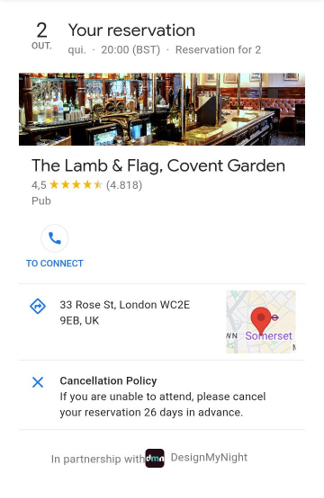 2
OUT.
Your reservation
qui. · 20:00 (BST) · Reservation for 2
The Lamb & Flag, Covent Garden
4,5 ★★★★★ (4.818)
Pub
TO CONNECT
33 Rose St, London WC2E
9EB, UK
WN
Somerset
Cancellation Policy
If you are unable to attend, please cancel
your reservation 26 days in advance.
In partnership with dmn DesignMyNight